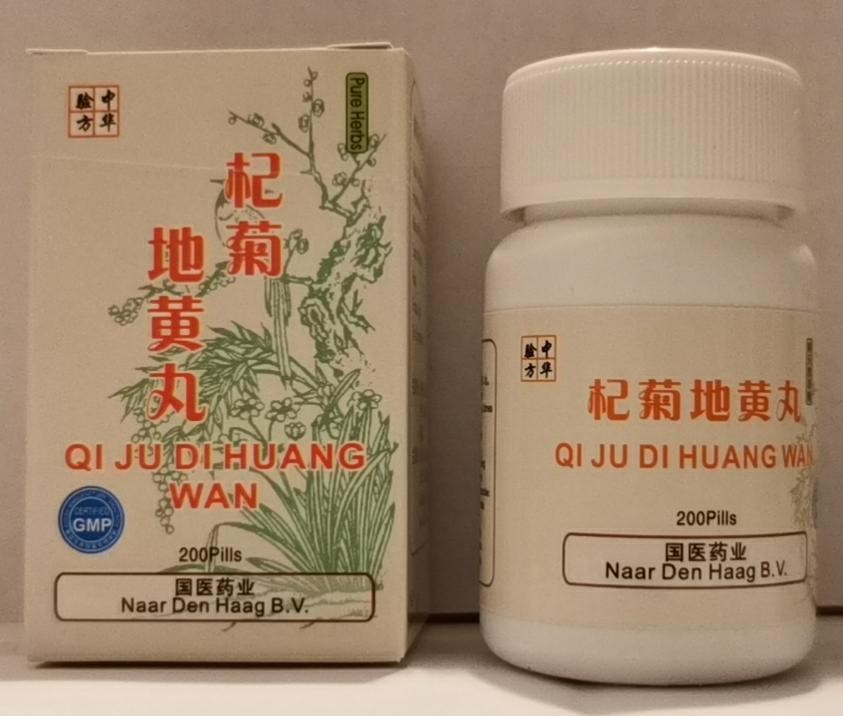 中华
验方
Pure Herbs
杞菊
地黄丸
QI JU DI HUANG
WAN
CERTIFIED
GMP
200Pills
国医药业
Naar Den Haag B.V.
中华
验方
杞菊地黄丸
QI JU DI HUANG WAN
200Pills
国医药业
Naar Den Haag B.V.